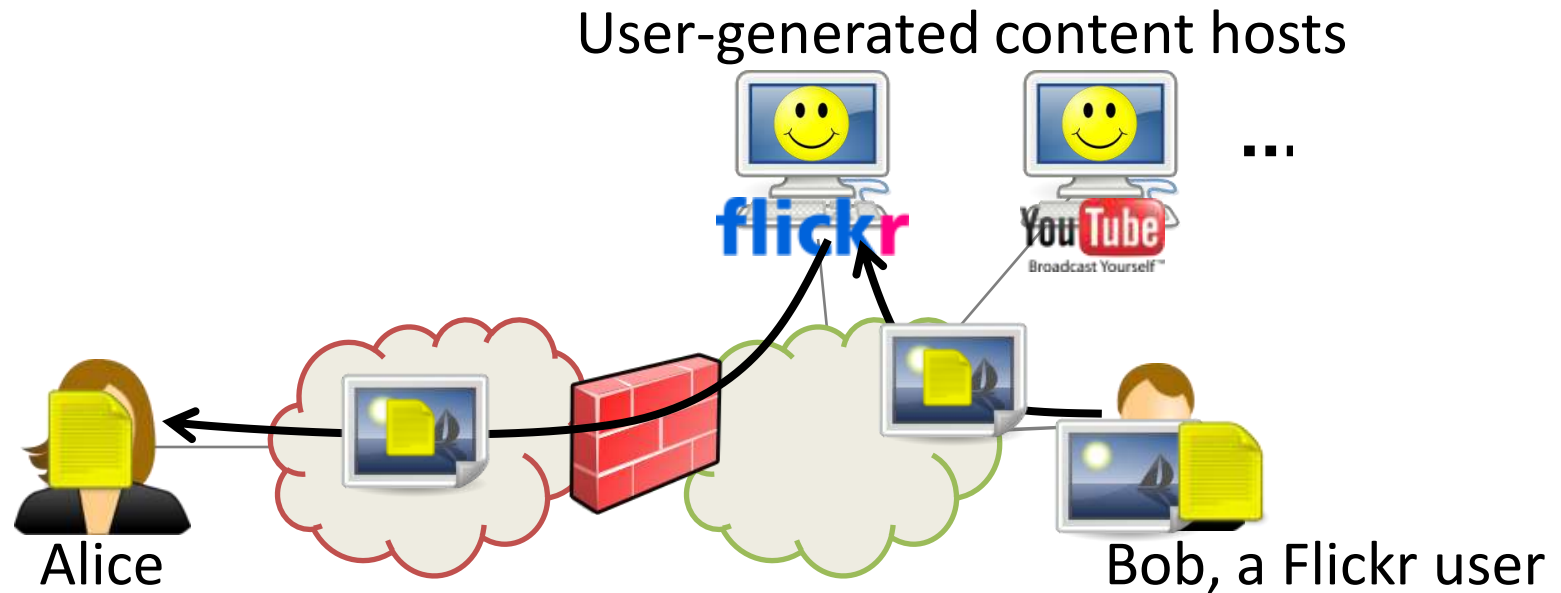 User-generated content hosts
...
flickr
YouTube
Broadcast Yourself™
Alice
Bob, a Flickr user